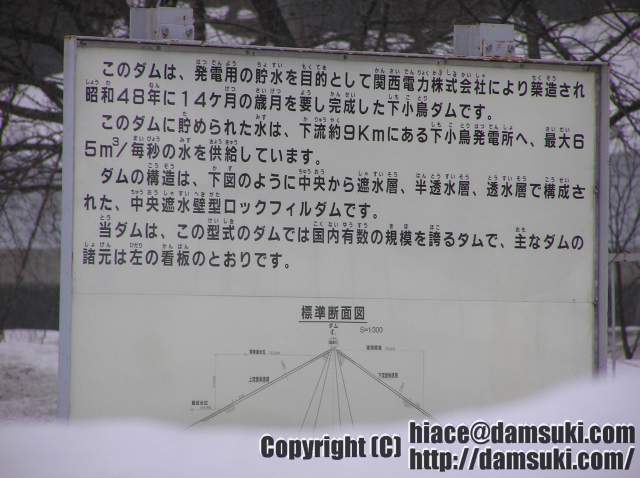 このダムは、発電用の貯水を目的として関西電力株式会社により築造され
昭和48年に14ケ月の歳月を要し完成した下小鳥ダムです。
このダムに貯められた水は、下流約9Kmにある下小鳥発電所へ、最大6
5m³/毎秒の水を供給しています。
ダムの構造は、下図のように中央から遮水層、半透水層、透水層で構成さ
れた、中央遮水壁型ロックフィルダムです。
当ダムは、この型式のダムでは国内有数の規模を誇るダムで、主なダムの
諸元は左の看板のとおりです。
標準断面図
ダム
S=1:300
Copyright (C) hiace@damsuki.com
http://damsuki.com/